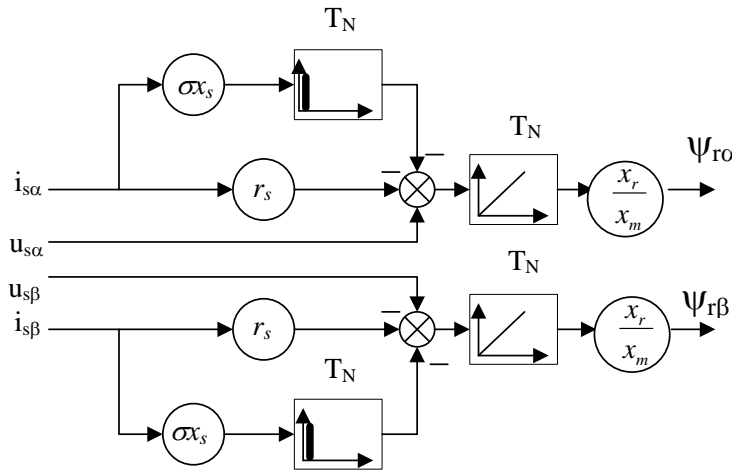 T_N
σx_s
T_N
ψ_rα
i_sα
r_s
x_r
x_m
u_sα
T_N
u_sβ
ψ_rβ
i_sβ
r_s
x_r
x_m
T_N
σx_s